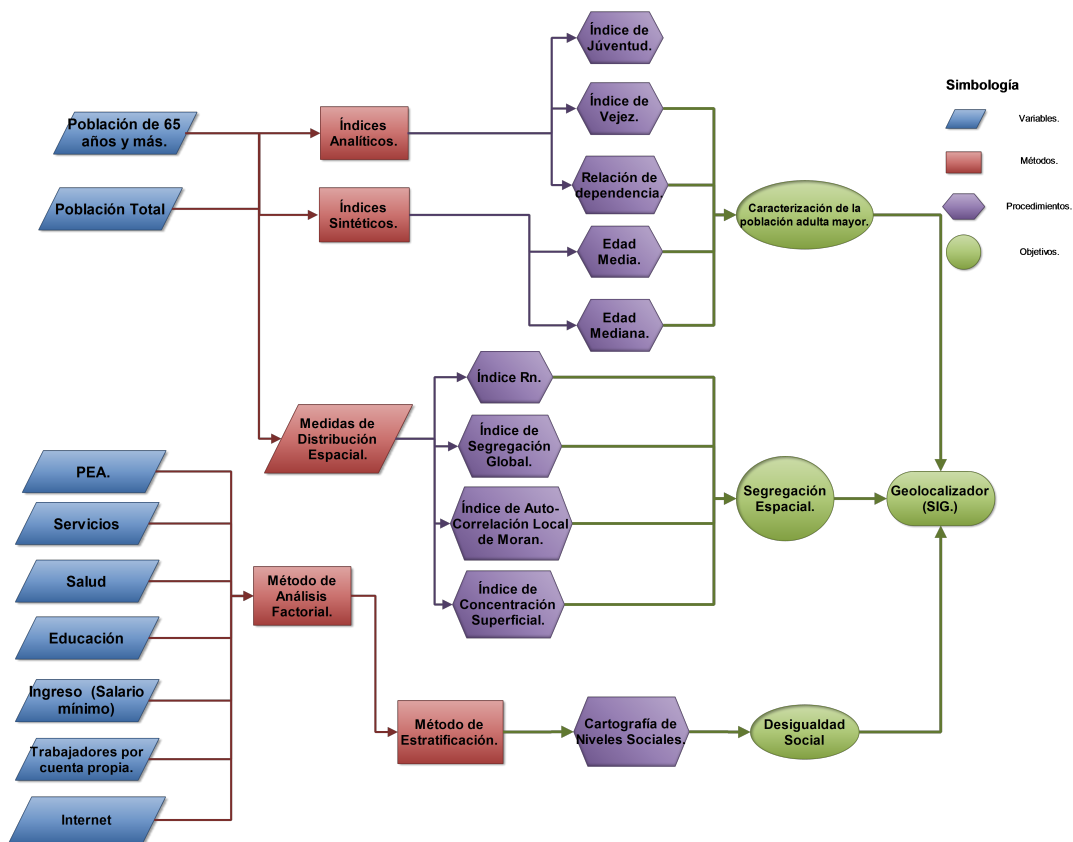 Índice de
Júventud.
Simbología
Índice de
Vejez.
Variables.
Población de 65
años y más.
Índices
Analíticos.
Métodos.
Relación de
dependencia.
Procedimientos.
Población Total
Índices
Sintéticos.
Caracterización de la
población adulta mayor.
Edad
Media.
Objetivos.
Edad
Mediana.
Índice Rn.
Medidas de
Distribución
Espacial.
Índice de
Segregación
Global.
PEA.
Servicios
Índice de Auto-
Correlación Local
de Moran.
Segregación
Espacial.
Geolocalizador
(SIG.)
Salud
Método de
Análisis
Factorial.
Índice de
Concentración
Superficial.
Educación
Ingreso (Salario
mínimo)
Método de
Estratificación.
Cartografía de
Niveles Sociales.
Desigualdad
Social
Trabajadores por
cuenta propia.
Internet